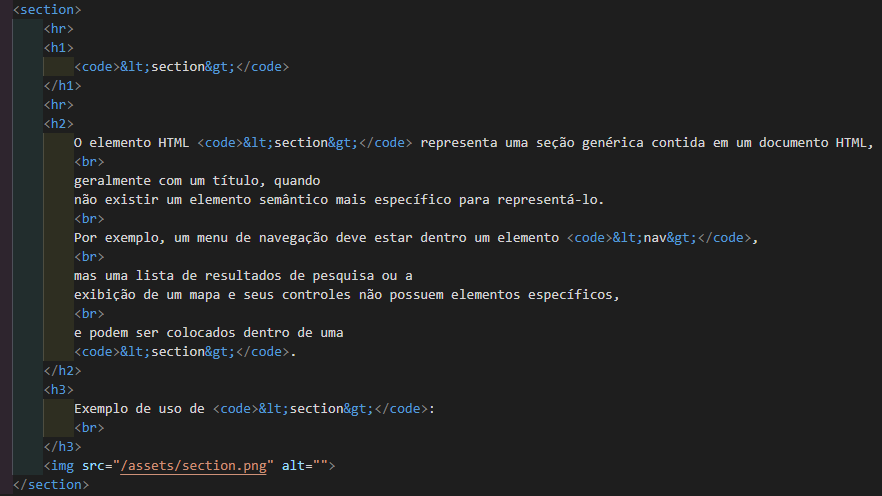 <section>
<hr>
<h1>
<code>&lt;section&gt;</code>
</h1>
<hr>
<h2>
O elemento HTML <code>&lt;section&gt;</code> representa uma seção genérica contida em um documento HTML,
<br>
geralmente com um título, quando
não existir um elemento semântico mais específico para representá-lo.
<br>
Por exemplo, um menu de navegação deve estar dentro um elemento <code>&lt;nav&gt;</code>,
<br>
mas uma lista de resultados de pesquisa ou a
exibição de um mapa e seus controles não possuem elementos específicos,
<br>
e podem ser colocados dentro de uma
<code>&lt;section&gt;</code>.
</h2>
<h3>
Exemplo de uso de <code>&lt;section&gt;</code>:
<br>
</h3>
<img src="/assets/section.png" alt="">
</section>